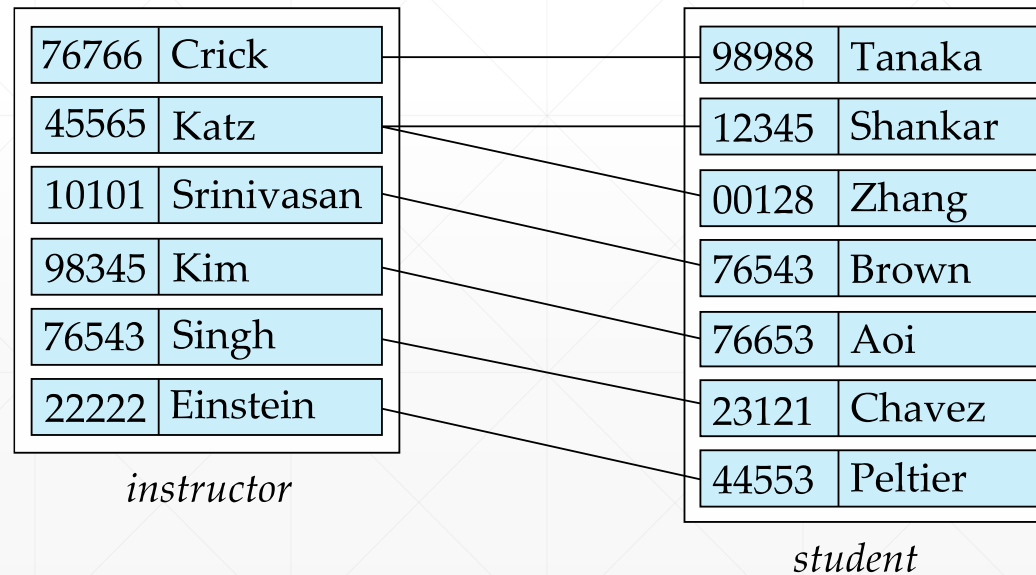 76766 Crick
45565 Katz
10101 Srinivasan
98345 Kim
76543 Singh
22222 Einstein
instructor
98988 Tanaka
12345 Shankar
00128 Zhang
76543 Brown
76653 Aoi
23121 Chavez
44553 Peltier
student